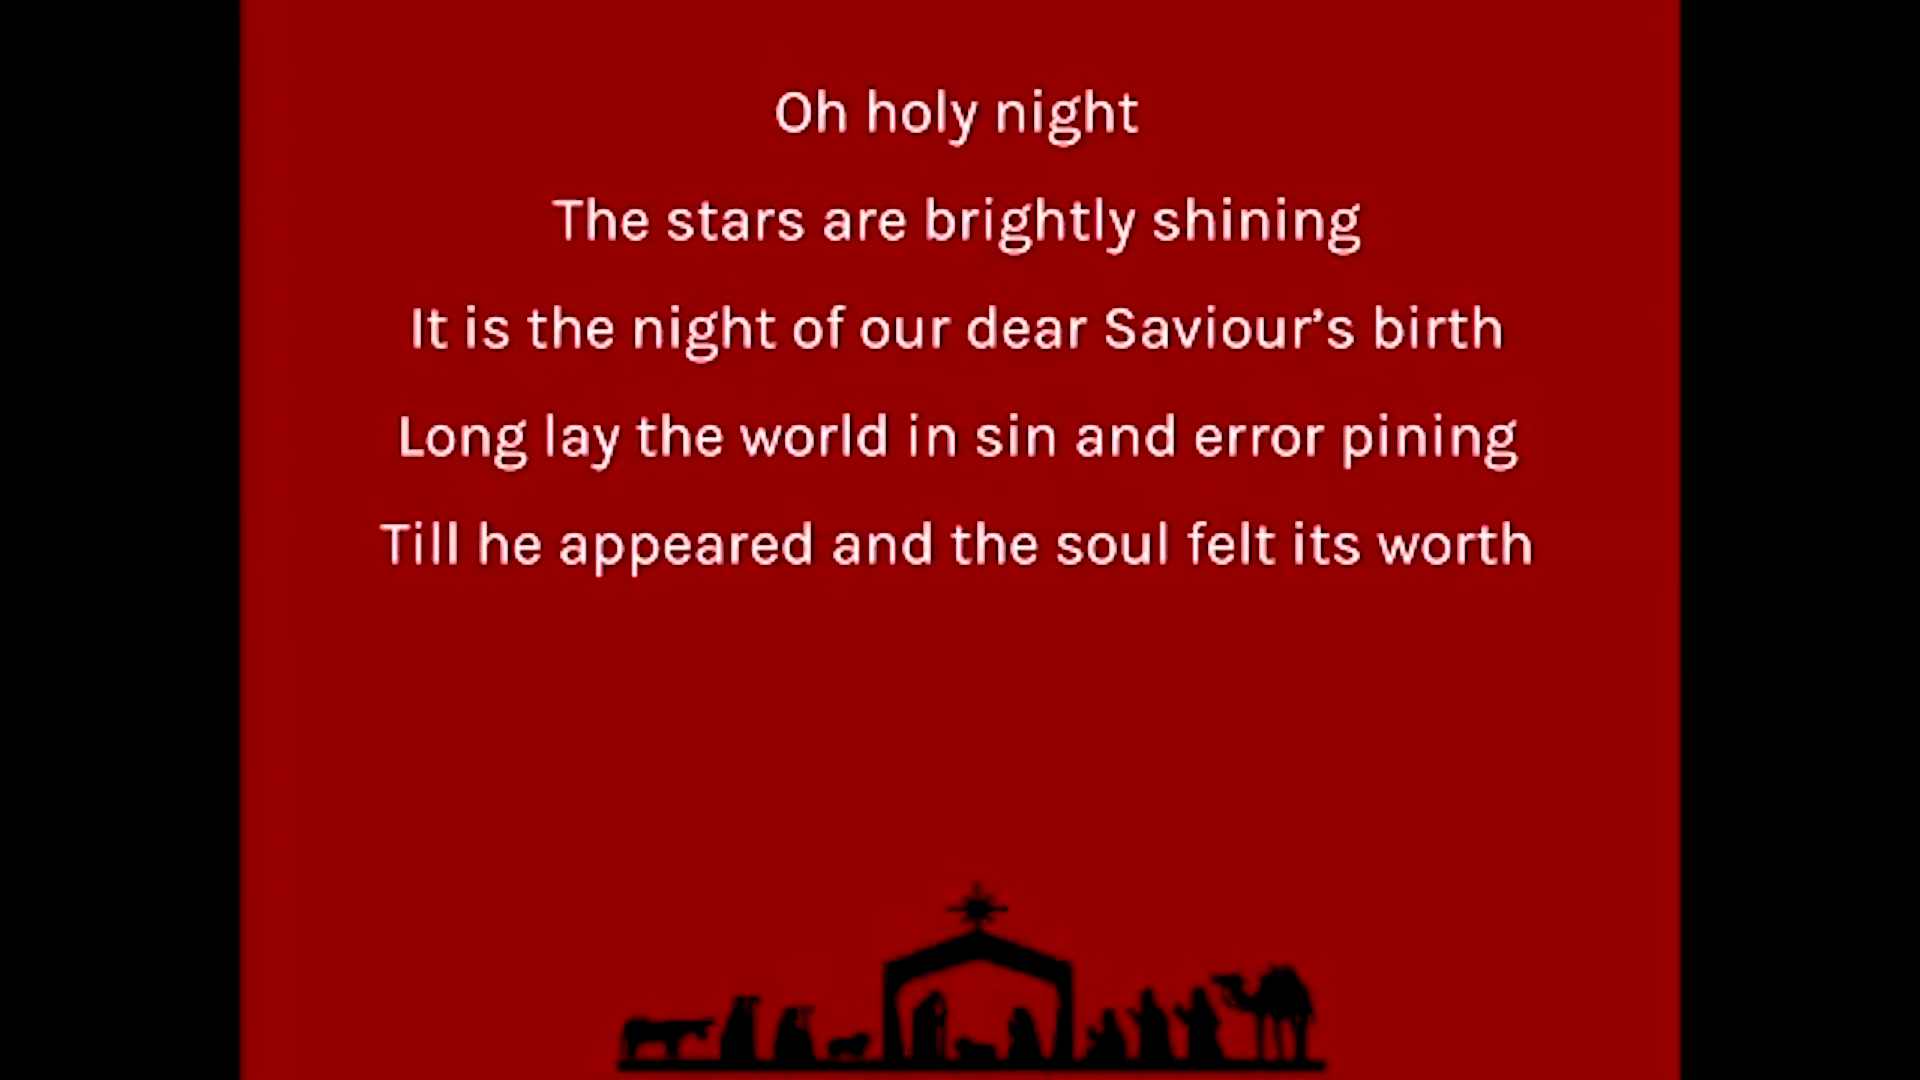 Oh holy night
The stars are brightly shining
It is the night of our dear Saviour’s birth
Long lay the world in sin and error pining
Till he appeared and the soul felt its worth